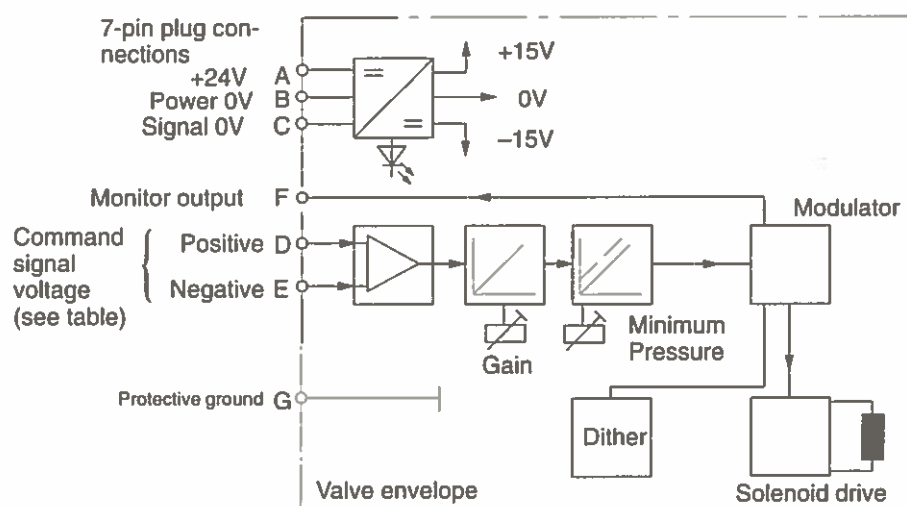 7-pin plug con-
nections
+24V A
Power 0V B
Signal 0V C
+15V
0V
–15V
Monitor output F
Modulator
Command
signal
voltage
(see table)
Positive D
Negative E
Gain
Minimum
Pressure
Protective ground G
Dither
Valve envelope
Solenoid drive